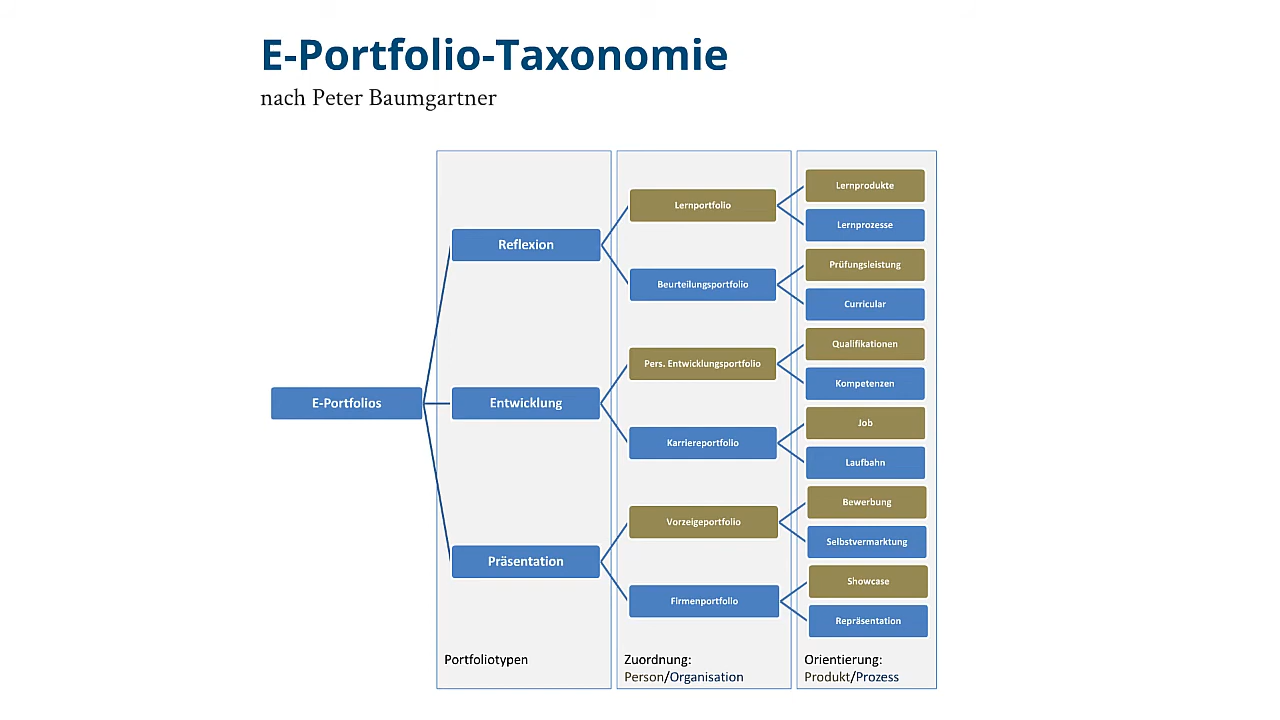 E-Portfolio-Taxonomie
nach Peter Baumgartner
E-Portfolios
Reflexion
Entwicklung
Präsentation
Portfoliotypen
Lernportfolio
Beurteilungsportfolio
Pers. Entwicklungsportfolio
Karriereportfolio
Vorzeigeportfolio
Firmenportfolio
Zuordnung:
Person/Organisation
Lernprodukte
Lernprozesse
Prüfungsleistung
Curricular
Qualifikationen
Kompetenzen
Job
Laufbahn
Bewerbung
Selbstvermarktung
Showcase
Repräsentation
Orientierung:
Produkt/Prozess